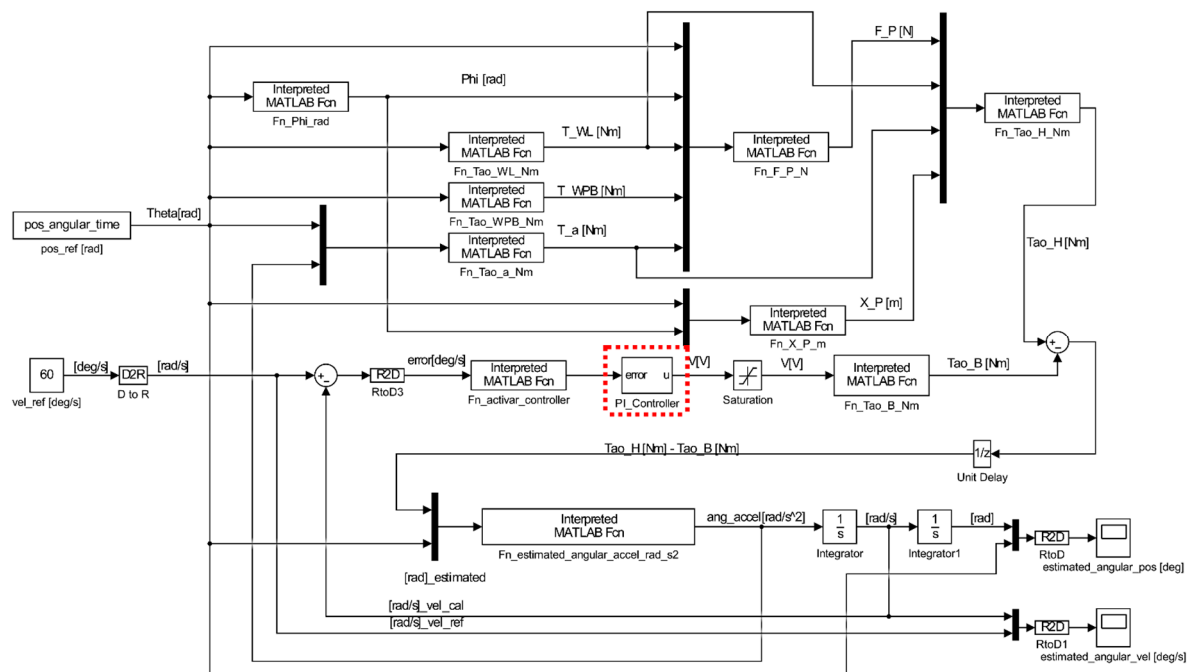 F_P [N]
Phi [rad]
Interpreted
MATLAB Fcn
Fn_Phi_rad
Interpreted
MATLAB Fcn
Fn_Tao_H_Nm
T_WL [Nm]
Interpreted
MATLAB Fcn
Fn_Tao_WL_Nm
Interpreted
MATLAB Fcn
Fn_F_P_N
T_WPB [Nm]
Interpreted
MATLAB Fcn
Fn_Tao_WPB_Nm
pos_angular_time
pos_ref [rad]
Theta[rad]
T_a [Nm]
Interpreted
MATLAB Fcn
Fn_Tao_a_Nm
Tao_H [Nm]
X_P [m]
Interpreted
MATLAB Fcn
Fn_X_P_m
60
vel_ref [deg/s]
[deg/s]
D2R
D to R
[rad/s]
+
-
error[deg/s]
R2D
RtoD3
Interpreted
MATLAB Fcn
Fn_activar_controller
error
u
PI_Controller
V[V]
Saturation
V[V]
Interpreted
MATLAB Fcn
Fn_Tao_B_Nm
Tao_B [Nm]
+
-
Tao_H [Nm] - Tao_B [Nm]
1/z
Unit Delay
Interpreted
MATLAB Fcn
Fn_estimated_angular_accel_rad_s2
ang_accel[rad/s^2]
1
s
Integrator
[rad/s]
1
s
Integrator1
[rad]
R2D
RtoD
estimated_angular_pos [deg]
[rad]_estimated
[rad/s]_vel_cal
[rad/s]_vel_ref
R2D
RtoD1
estimated_angular_vel [deg/s]